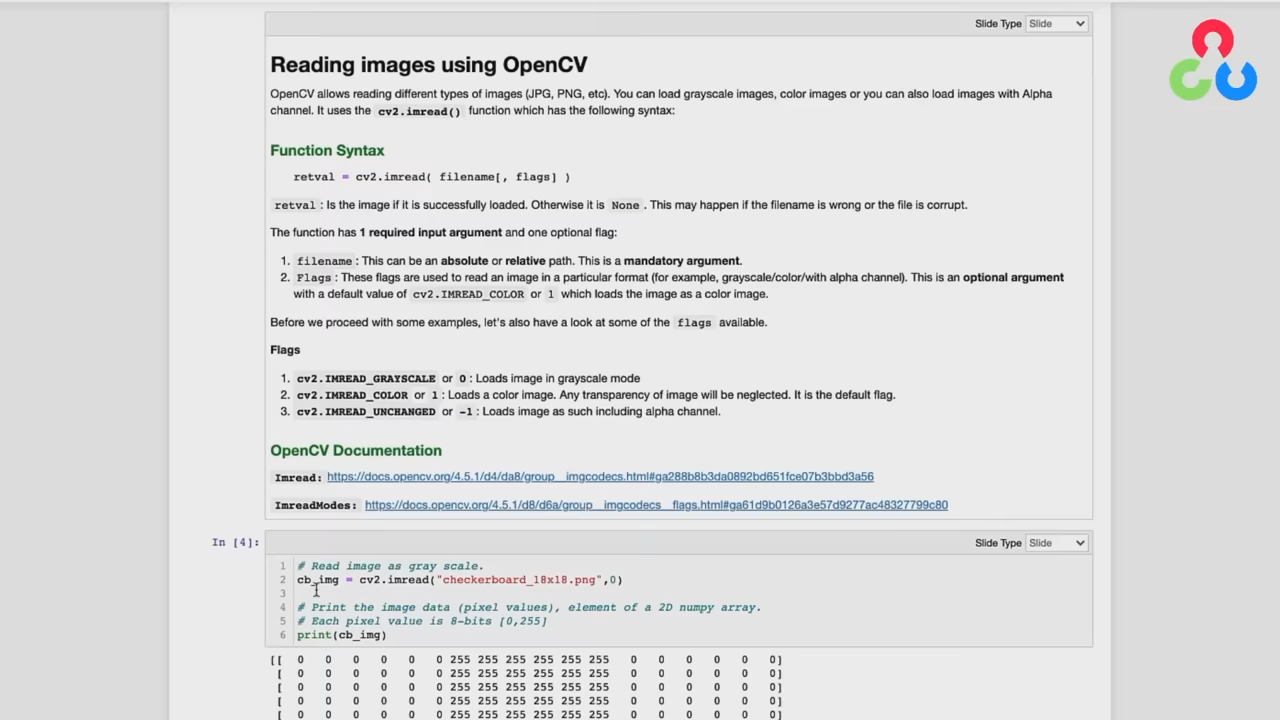 Slide Type Slide
Reading images using OpenCV
OpenCV allows reading different types of images (JPG, PNG, etc). You can load grayscale images, color images or you can also load images with Alpha
channel. It uses the cv2.imread() function which has the following syntax:
Function Syntax
retval = cv2.imread( filename[, flags] )
retval : Is the image if it is successfully loaded. Otherwise it is None . This may happen if the filename is wrong or the file is corrupt.
The function has 1 required input argument and one optional flag:
1. filename : This can be an absolute or relative path. This is a mandatory argument.
2. Flags : These flags are used to read an image in a particular format (for example, grayscale/color/with alpha channel). This is an optional argument
with a default value of cv2.IMREAD_COLOR or 1 which loads the image as a color image.
Before we proceed with some examples, let's also have a look at some of the flags available.
Flags
1. cv2.IMREAD_GRAYSCALE or 0 : Loads image in grayscale mode
2. cv2.IMREAD_COLOR or 1 : Loads a color image. Any transparency of image will be neglected. It is the default flag.
3. cv2.IMREAD_UNCHANGED or -1 : Loads image as such including alpha channel.
OpenCV Documentation
Imread: https://docs.opencv.org/4.5.1/d4/da8/group__imgcodecs.html#ga288b8b3da0892bd651fce07b3bbd3a56
ImreadModes: https://docs.opencv.org/4.5.1/d8/d6a/group__imgcodecs__flags.html#ga61d9b0126a3e57d9277ac48327799c80
In [4]: Slide Type Slide
1 # Read image as gray scale.
2 cb_img = cv2.imread("checkerboard_18x18.png",0)
3
4 # Print the image data (pixel values), element of a 2D numpy array.
5 # Each pixel value is 8-bits [0,255]
6 print(cb_img)
[[ 0 0 0 0 0 0 255 255 255 255 255 255 0 0 0 0 0 0]
[ 0 0 0 0 0 0 255 255 255 255 255 255 0 0 0 0 0 0]
[ 0 0 0 0 0 0 255 255 255 255 255 255 0 0 0 0 0 0]
[ 0 0 0 0 0 0 255 255 255 255 255 255 0 0 0 0 0 0]
[ 0 0 0 0 0 0 255 255 255 255 255 255 0 0 0 0 0 0]